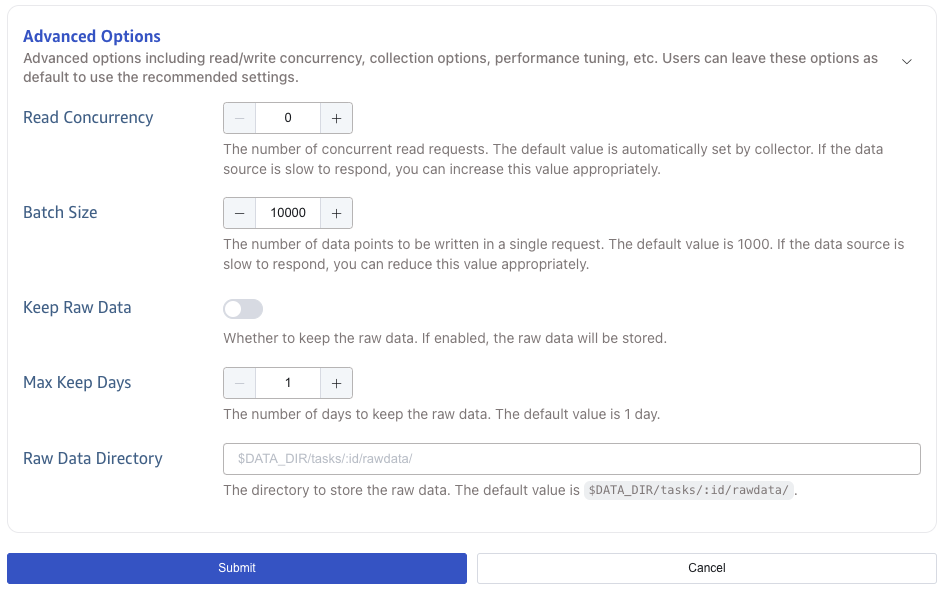 Advanced Options
Advanced options including read/write concurrency, collection options, performance tuning, etc. Users can leave these options as
default to use the recommended settings.
Read Concurrency
0
The number of concurrent read requests. The default value is automatically set by collector. If the data
source is slow to respond, you can increase this value appropriately.
Batch Size
10000
The number of data points to be written in a single request. The default value is 1000. If the data source is
slow to respond, you can reduce this value appropriately.
Keep Raw Data
Whether to keep the raw data. If enabled, the raw data will be stored.
Max Keep Days
1
The number of days to keep the raw data. The default value is 1 day.
Raw Data Directory
$DATA_DIR/tasks/:id/rawdata/
The directory to store the raw data. The default value is $DATA_DIR/tasks/:id/rawdata/.
Submit
Cancel